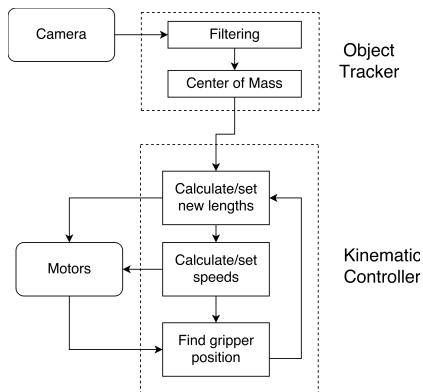 Camera
Filtering
Center of Mass
Object
Tracker
Calculate/set
new lengths
Motors
Calculate/set
speeds
Kinematic
Controller
Find gripper
position